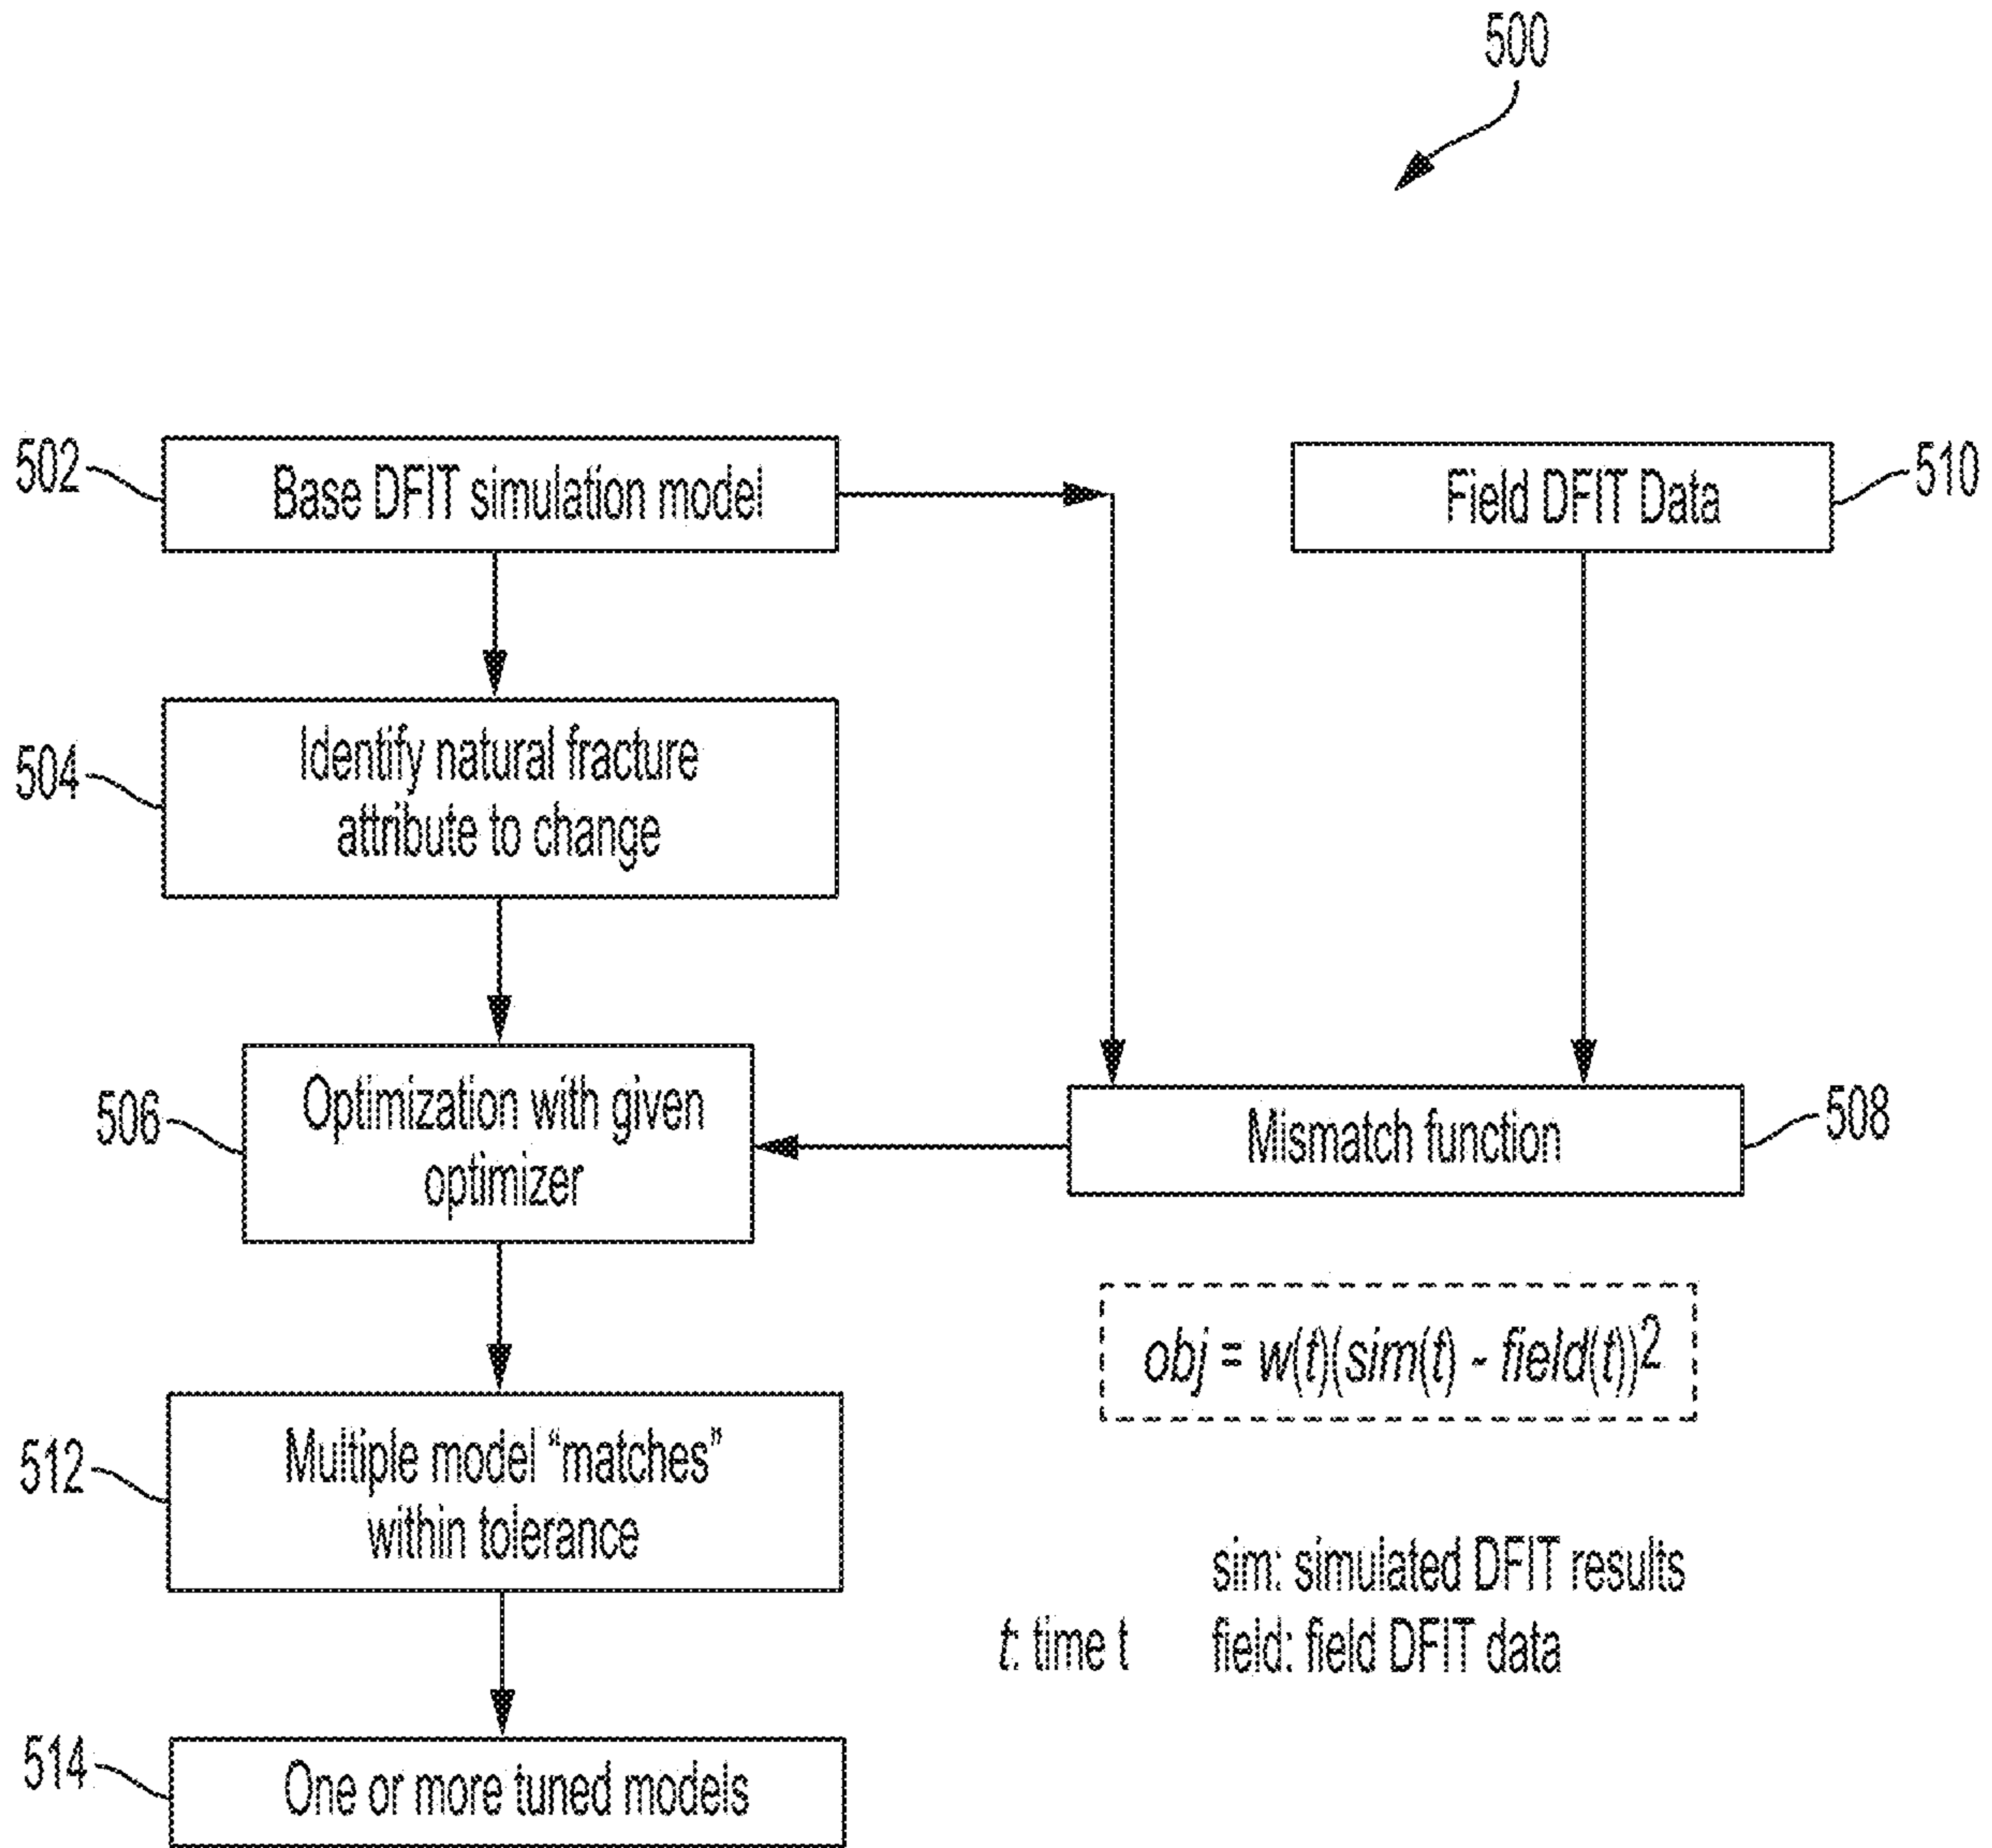 500
502
Base DFIT simulation model
Field DFIT Data
510
504
Identify natural fracture
attribute to change
506
Optimization with given
optimizer
Mismatch function
508
obj = w(t)(sim(t) - field(t))2
512
Multiple model “matches”
within tolerance
sim: simulated DFIT results
t: time t
field: field DFIT data
514
One or more tuned models